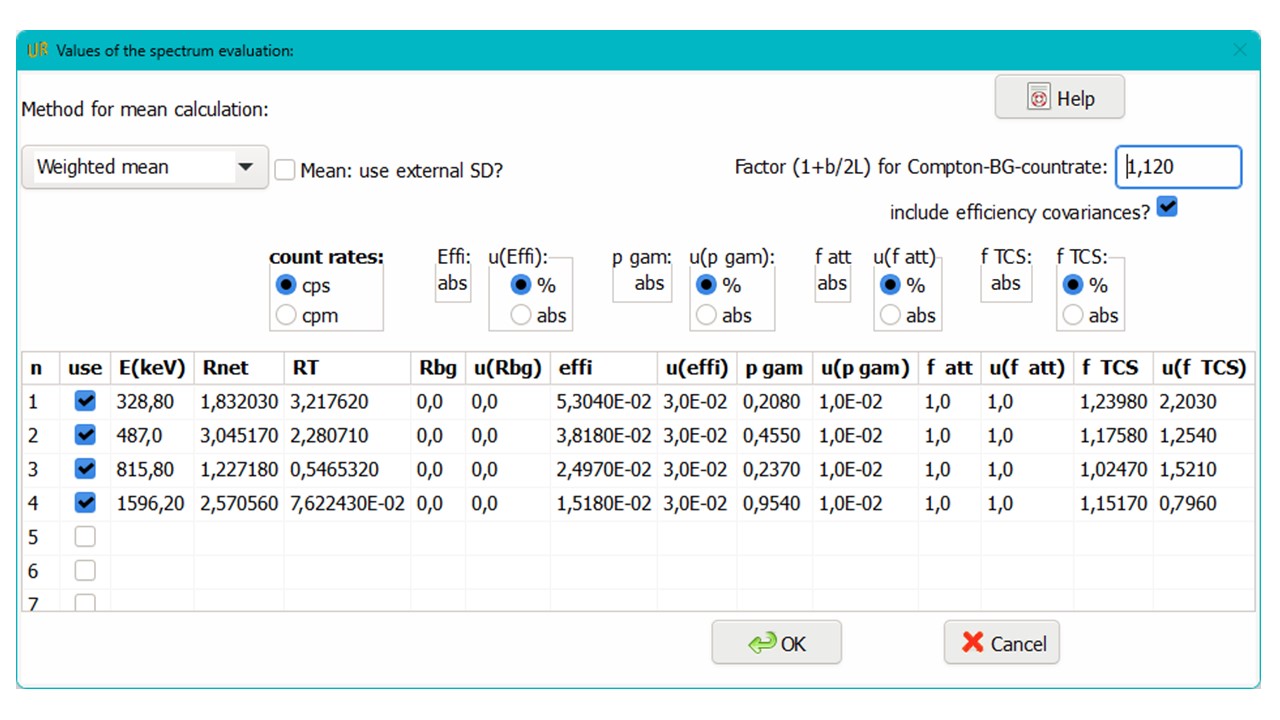 UR Values of the spectrum evaluation:
Help
Method for mean calculation:
Weighted mean Mean: use external SD? Factor (1+b/2L) for Compton-BG-countrate: 1,120
include efficiency covariances?
count rates: Effi: u(Effi): p gam: u(p gam): f att u(f att) f TCS: f TCS:
cps abs % abs % abs % abs %
cpm abs abs abs abs
n use E(keV) Rnet RT Rbg u(Rbg) effi u(effi) p gam u(p gam) f att u(f att) f TCS u(f TCS)
1 328,80 1,832030 3,217620 0,0 0,0 5,3040E-02 3,0E-02 0,2080 1,0E-02 1,0 1,0 1,23980 2,2030
2 487,0 3,045170 2,280710 0,0 0,0 3,8180E-02 3,0E-02 0,4550 1,0E-02 1,0 1,0 1,17580 1,2540
3 815,80 1,227180 0,5465320 0,0 0,0 2,4970E-02 3,0E-02 0,2370 1,0E-02 1,0 1,0 1,02470 1,5210
4 1596,20 2,570560 7,622430E-02 0,0 0,0 1,5180E-02 3,0E-02 0,9540 1,0E-02 1,0 1,0 1,15170 0,7960
5
6
7
OK Cancel